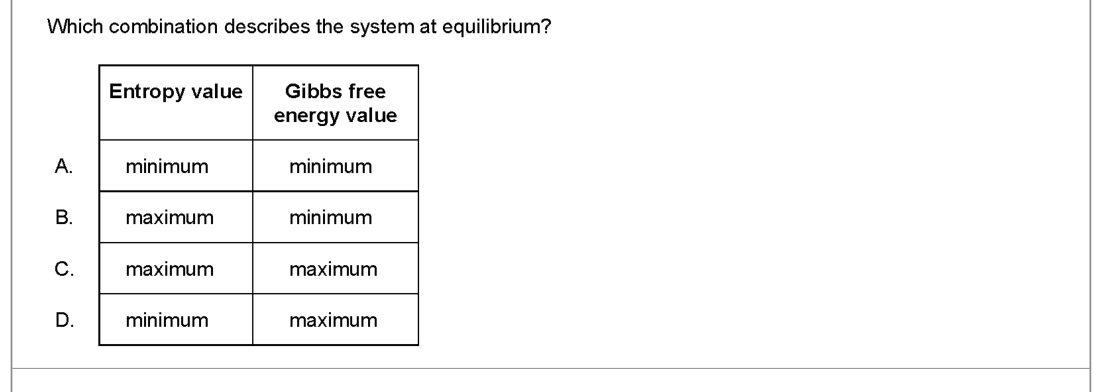 Which combination describes the system at equilibrium?
Entropy value Gibbs free
energy value
A. minimum minimum
B. maximum minimum
C. maximum maximum
D. minimum maximum